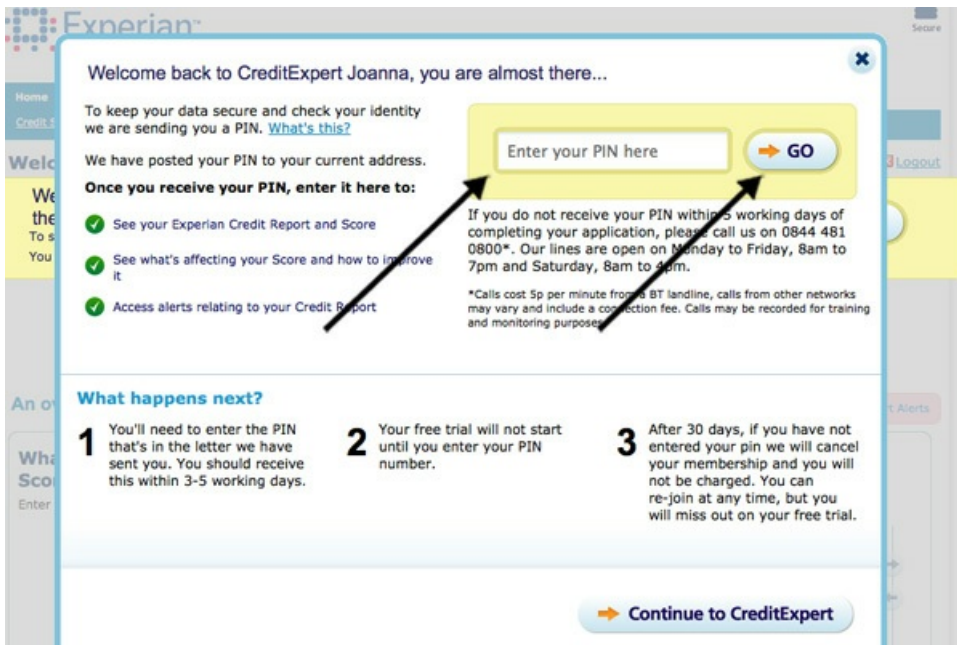 Experian™
Secure
Welcome back to CreditExpert Joanna, you are almost there...
Home
To keep your data secure and check your identity
we are sending you a PIN. What's this?
We have posted your PIN to your current address.
Once you receive your PIN, enter it here to:
See your Experian Credit Report and Score
See what's affecting your Score and how to improve
it
Access alerts relating to your Credit Report
Enter your PIN here
GO
Logout
If you do not receive your PIN within 5 working days of
completing your application, please call us on 0844 481
0800*. Our lines are open on Monday to Friday, 8am to
7pm and Saturday, 8am to 4pm.
*Calls cost 5p per minute from a BT landline, calls from other networks
may vary and include a connection fee. Calls may be recorded for training
and monitoring purposes
What happens next?
1 You'll need to enter the PIN
that's in the letter we have
sent you. You should receive
this within 3-5 working days.
2 Your free trial will not start
until you enter your PIN
number.
3 After 30 days, if you have not
entered your pin we will cancel
your membership and you will
not be charged. You can
re-join at any time, but you
will miss out on your free trial.
Alerts
Enter
You
Continue to CreditExpert